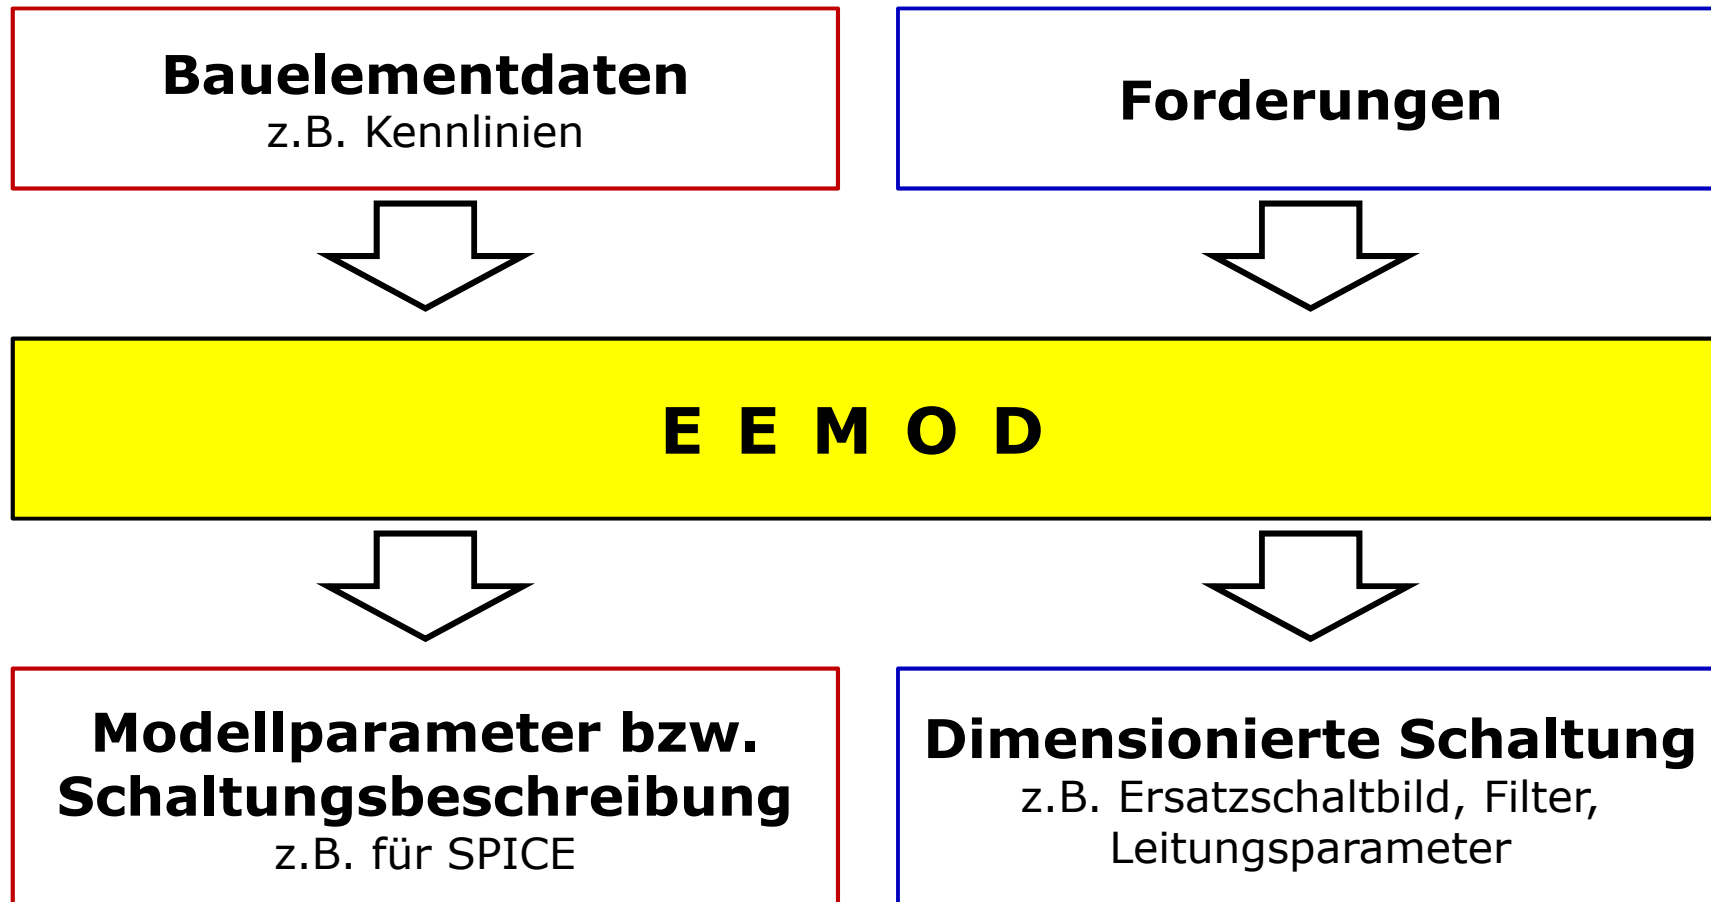 Bauelementdaten
z.B. Kennlinien
Forderungen
E E M O D
Modellparameter bzw.
Schaltungsbeschreibung
z.B. für SPICE
Dimensionierte Schaltung
z.B. Ersatzschaltbild, Filter,
Leitungsparameter